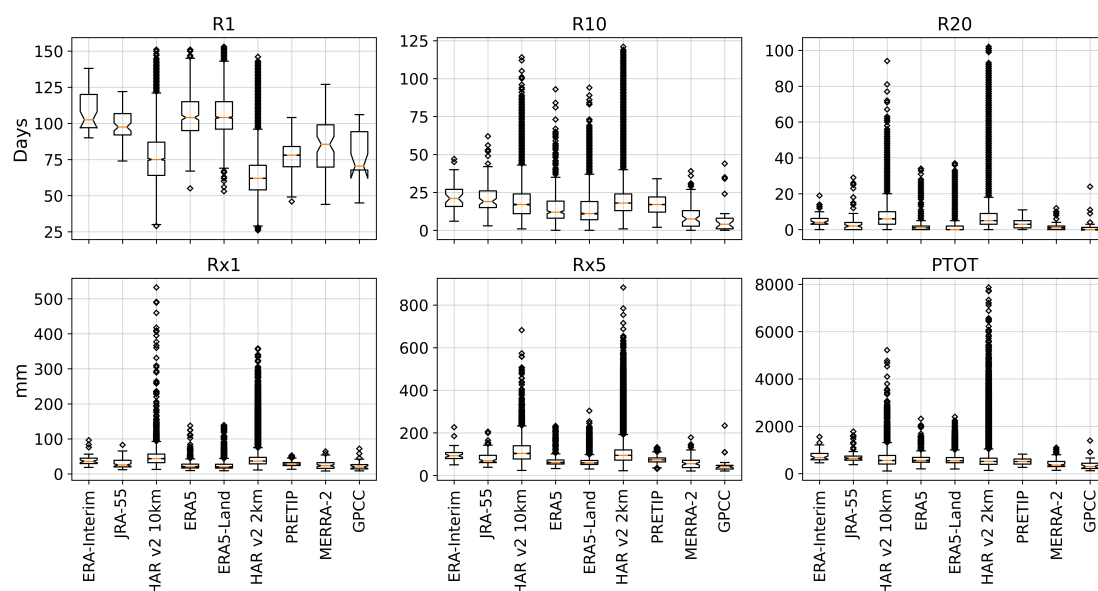 R1
R10
R20
Days
150
125
100
75
50
25
125
100
75
50
25
0
100
80
60
40
20
0
Rx1
Rx5
PTOT
mm
500
400
300
200
100
0
800
600
400
200
0
8000
6000
4000
2000
0
ERA-Interim
JRA-55
HAR v2 10km
ERA5
ERA5-Land
HAR v2 2km
PRETIP
MERRA-2
GPCC
ERA-Interim
JRA-55
HAR v2 10km
ERA5
ERA5-Land
HAR v2 2km
PRETIP
MERRA-2
GPCC
ERA-Interim
JRA-55
HAR v2 10km
ERA5
ERA5-Land
HAR v2 2km
PRETIP
MERRA-2
GPCC